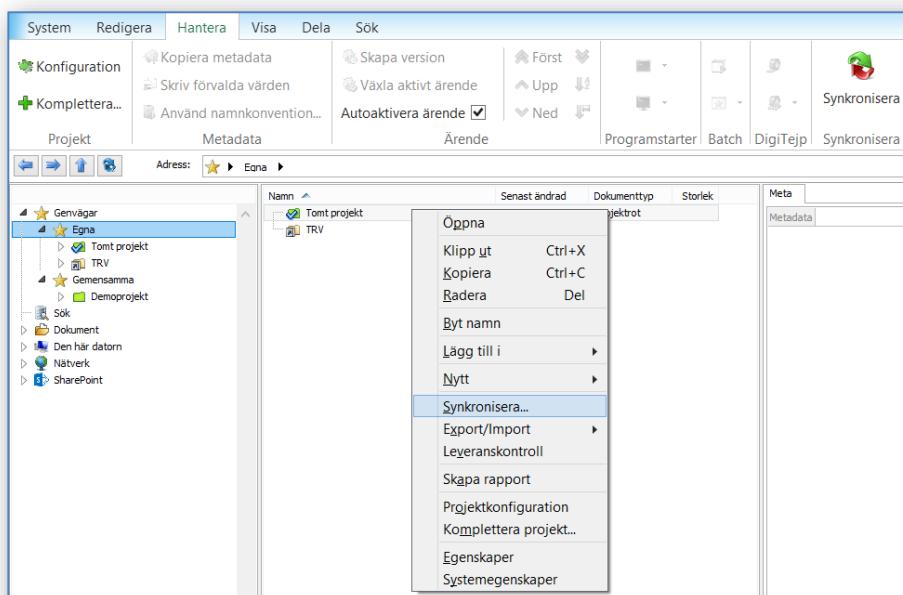 System Redigera Hantera Visa Dela Sök
Konfiguration Kopiera metadata Skapa version Först
Skriv förvalda värden Växla aktivt ärende Upp
Komplettera... Använd namnkonvention... Autoaktivera ärende Ned Synkronisera
Projekt Metadata Ärende Programstarter Batch DigiTejp Synkronisera
Adress: Egna
Namn Senast ändrad Dokumenttyp Storlek Meta
Genvägar Tomt projekt jektrot Metadata
Egna TRV
Tomt projekt
TRV
Gemensamma
Demoprojekt
Sök
Dokument
Den här datorn
Nätverk
SharePoint
Öppna
Klipp ut Ctrl+X
Kopiera Ctrl+C
Radera Del
Byt namn
Lägg till i
Nytt
Synkronisera...
Export/Import
Leveranskontroll
Skapa rapport
Projektkonfiguration
Komplettera projekt...
Egenskaper
Systemegenskaper